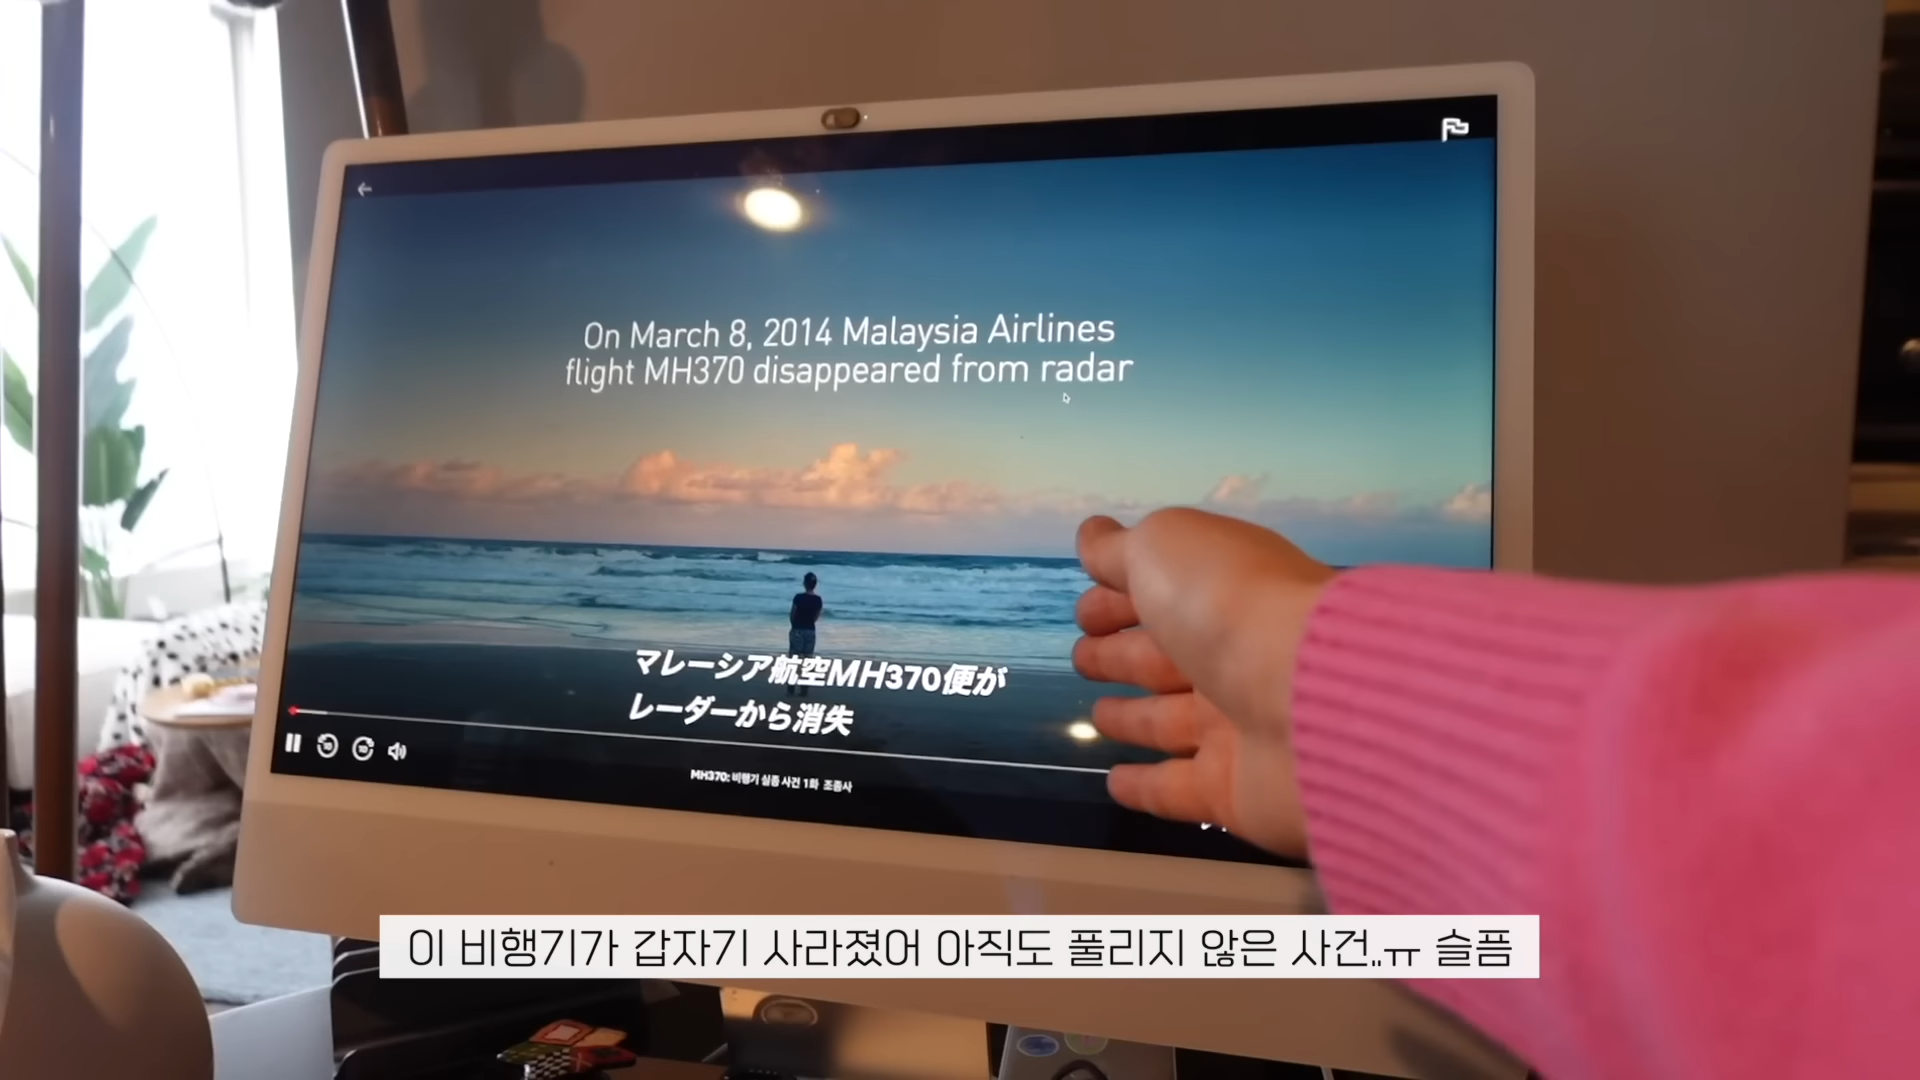 On March 8, 2014 Malaysia Airlines
flight MH370 disappeared from radar
マレーシア航空MH370便が
レーダーから消失
10
10
MH370: 비행기 실종 사건 1화 조종사
이 비행기가 갑자기 사라졌어 아직도 풀리지 않은 사건..ㅠ 슬픔